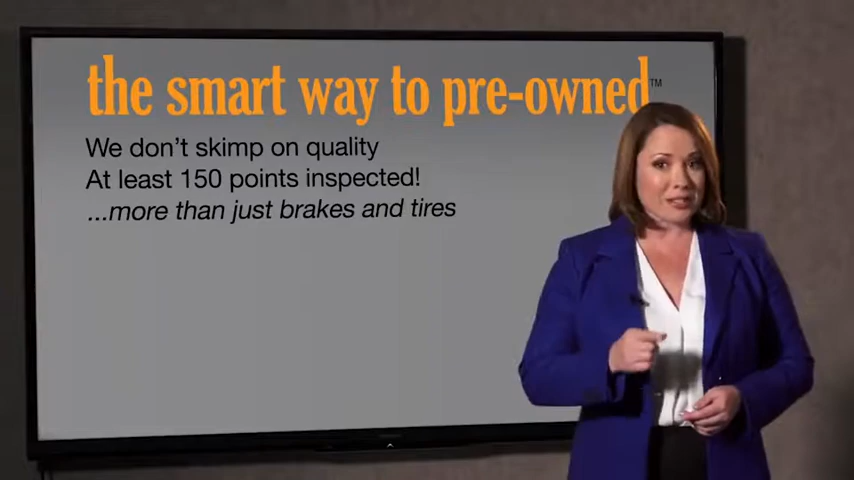 the smart way to pre-owned™
We don't skimp on quality
At least 150 points inspected!
...more than just brakes and tires